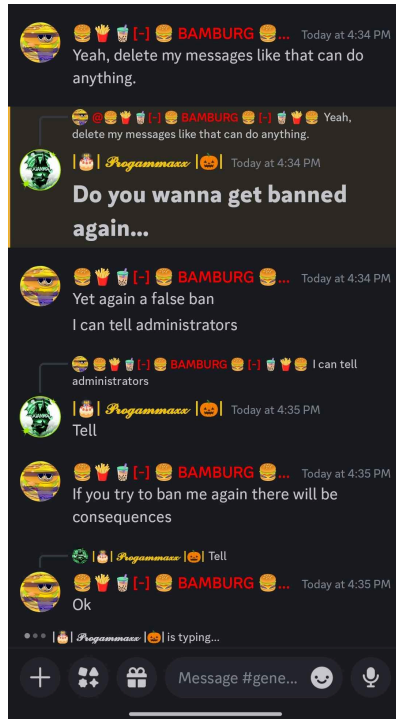 🍔🍟🥤[-] 🍔 BAMBURG 🍔... Today at 4:34 PM
Yeah, delete my messages like that can do
anything.
@🍔🍟🥤[-] 🍔 BAMBURG 🍔 [-] 🥤🍟🍔 Yeah,
delete my messages like that can do anything.
|🎂| 𝓟𝓻𝓸𝓰𝓪𝓶𝓶𝓪𝔁𝔁 |🎃| Today at 4:34 PM
Do you wanna get banned
again...
🍔🍟🥤[-] 🍔 BAMBURG 🍔... Today at 4:34 PM
Yet again a false ban
I can tell administrators
🍔🍟🥤[-] 🍔 BAMBURG 🍔 [-] 🥤🍟🍔 I can tell
administrators
|🎂| 𝓟𝓻𝓸𝓰𝓪𝓶𝓶𝓪𝔁𝔁 |🎃| Today at 4:35 PM
Tell
🍔🍟🥤[-] 🍔 BAMBURG 🍔... Today at 4:35 PM
If you try to ban me again there will be
consequences
|🎂| 𝓟𝓻𝓸𝓰𝓪𝓶𝓶𝓪𝔁𝔁 |🎃| Tell
🍔🍟🥤[-] 🍔 BAMBURG 🍔... Today at 4:35 PM
Ok
|🎂| 𝓟𝓻𝓸𝓰𝓪𝓶𝓶𝓪𝔁𝔁 |🎃| is typing...
Message #gene...